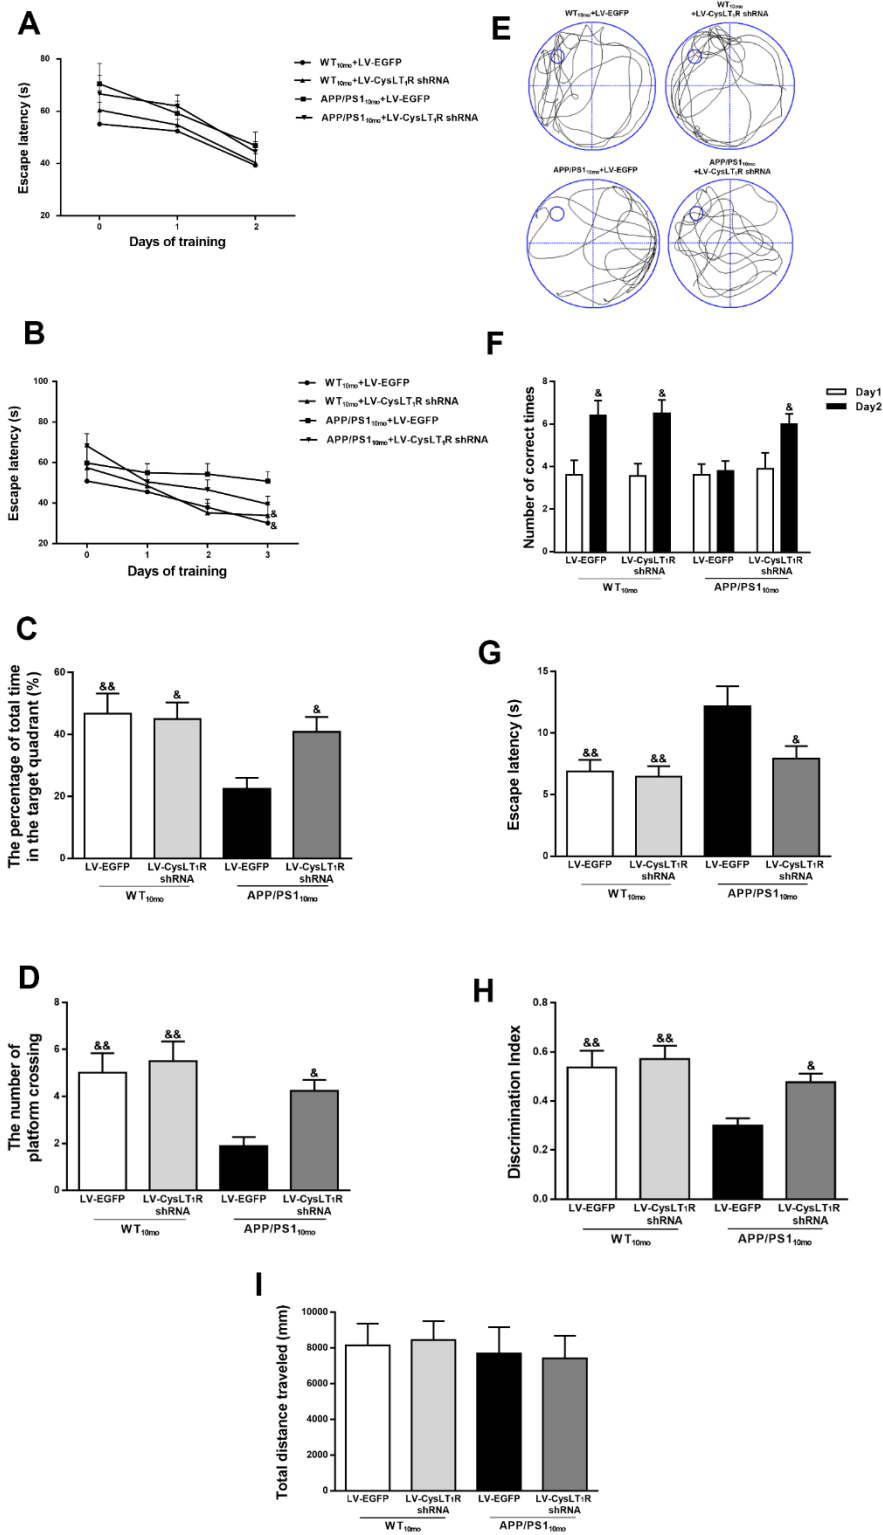 A
Escape latency (s)
80
60
40
20
0
1
2
Days of training
WT10mo+LV-EGFP
WT10mo+LV-CysLT1R shRNA
APP/PS110mo+LV-EGFP
APP/PS110mo+LV-CysLT1R shRNA
E
WT10mo+LV-EGFP
WT10mo
+LV-CysLT1R shRNA
APP/PS110mo+LV-EGFP
APP/PS110mo
+LV-CysLT1R shRNA
B
Escape latency (s)
100
80
60
40
20
0
1
2
3
&
&
Days of training
WT10mo+LV-EGFP
WT10mo+LV-CysLT1R shRNA
APP/PS110mo+LV-EGFP
APP/PS110mo+LV-CysLT1R shRNA
F
Number of correct times
8
6
4
2
0
&
&
&
Day1
Day2
LV-EGFP
LV-CysLT1R
shRNA
LV-EGFP
LV-CysLT1R
shRNA
WT10mo
APP/PS110mo
C
The percentage of total time
in the target quadrant (%)
60
40
20
0
&&
&
&
LV-EGFP
LV-CysLT1R
shRNA
LV-EGFP
LV-CysLT1R
shRNA
WT10mo
APP/PS110mo
G
Escape latency (s)
15
10
5
0
&&
&&
&
LV-EGFP
LV-CysLT1R
shRNA
LV-EGFP
LV-CysLT1R
shRNA
WT10mo
APP/PS110mo
D
The number of
platform crossing
8
6
4
2
0
&&
&&
&
LV-EGFP
LV-CysLT1R
shRNA
LV-EGFP
LV-CysLT1R
shRNA
WT10mo
APP/PS110mo
H
Discrimination Index
0.8
0.6
0.4
0.2
0.0
&&
&&
&
LV-EGFP
LV-CysLT1R
shRNA
LV-EGFP
LV-CysLT1R
shRNA
WT10mo
APP/PS110mo
I
Total distance traveled (mm)
10000
8000
6000
4000
2000
0
LV-EGFP
LV-CysLT1R
shRNA
LV-EGFP
LV-CysLT1R
shRNA
WT10mo
APP/PS110mo